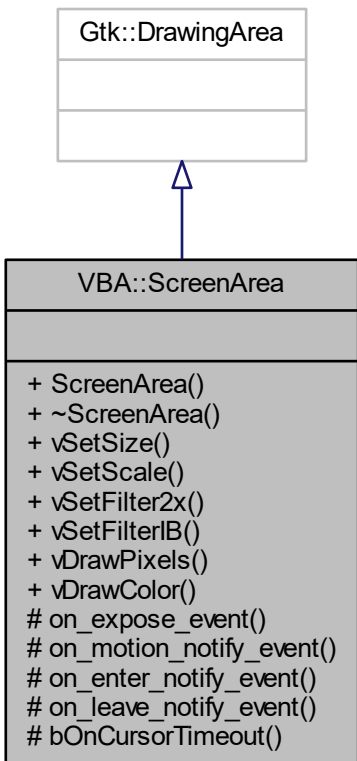 Gtk::DrawingArea
VBA::ScreenArea
+ ScreenArea()
+ ~ScreenArea()
+ vSetSize()
+ vSetScale()
+ vSetFilter2x()
+ vSetFilterIB()
+ vDrawPixels()
+ vDrawColor()
# on_expose_event()
# on_motion_notify_event()
# on_enter_notify_event()
# on_leave_notify_event()
# bOnCursorTimeout()